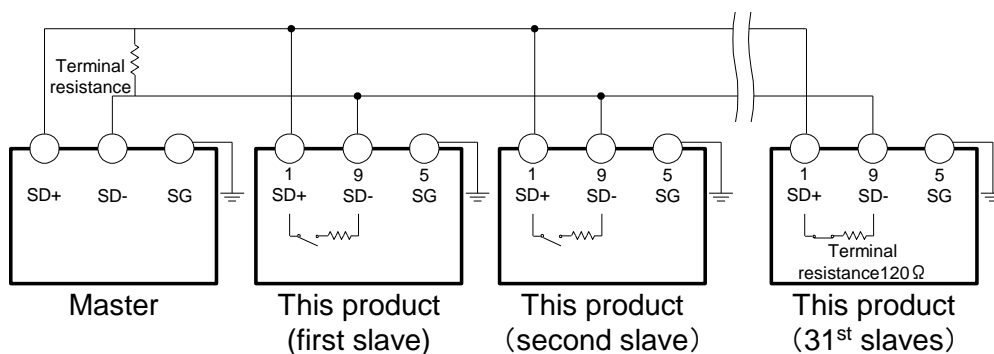 Terminal
resistance
1 9 5 1 9 5 1 9 5
SD+ SD- SG SD+ SD- SG SD+ SD- SG SD+ SD- SG
Terminal
resistance120Ω
Master This product This product This product
(first slave) （second slave） （31st slaves）